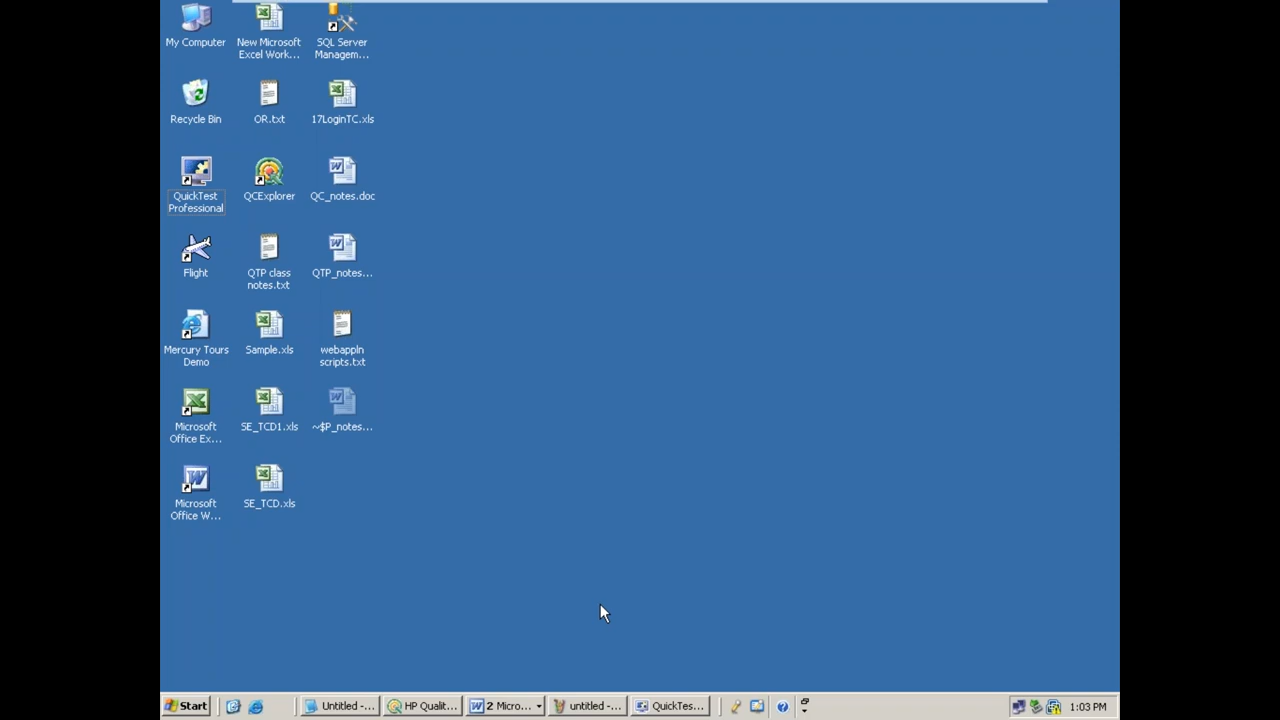 My Computer
New Microsoft
Excel Work...
SQL Server
Managem...
Recycle Bin
OR.txt
17LoginTC.xls
QuickTest
Professional
QCExplorer
QC_notes.doc
Flight
QTP class
notes.txt
QTP_notes...
Mercury Tours
Demo
Sample.xls
webappln
scripts.txt
Microsoft
Office Ex...
SE_TCD1.xls
~$P_notes...
Microsoft
Office W...
SE_TCD.xls
Start
Untitled -...
HP Qualit...
2 Micro...
untitled -...
QuickTes...
1:03 PM